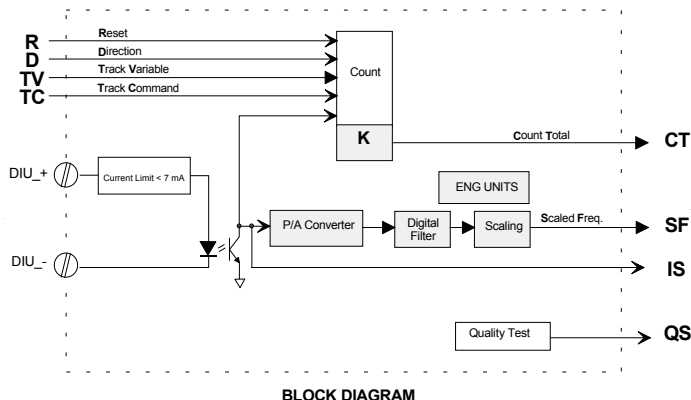 R Reset
D Direction
TV Track Variable
TC Track Command
Count
K
Count Total CT
DIU_+ Current Limit < 7 mA
ENG UNITS
P/A Converter
Digital
Filter
Scaling
Scaled Freq. SF
DIU_-
IS
Quality Test QS
BLOCK DIAGRAM